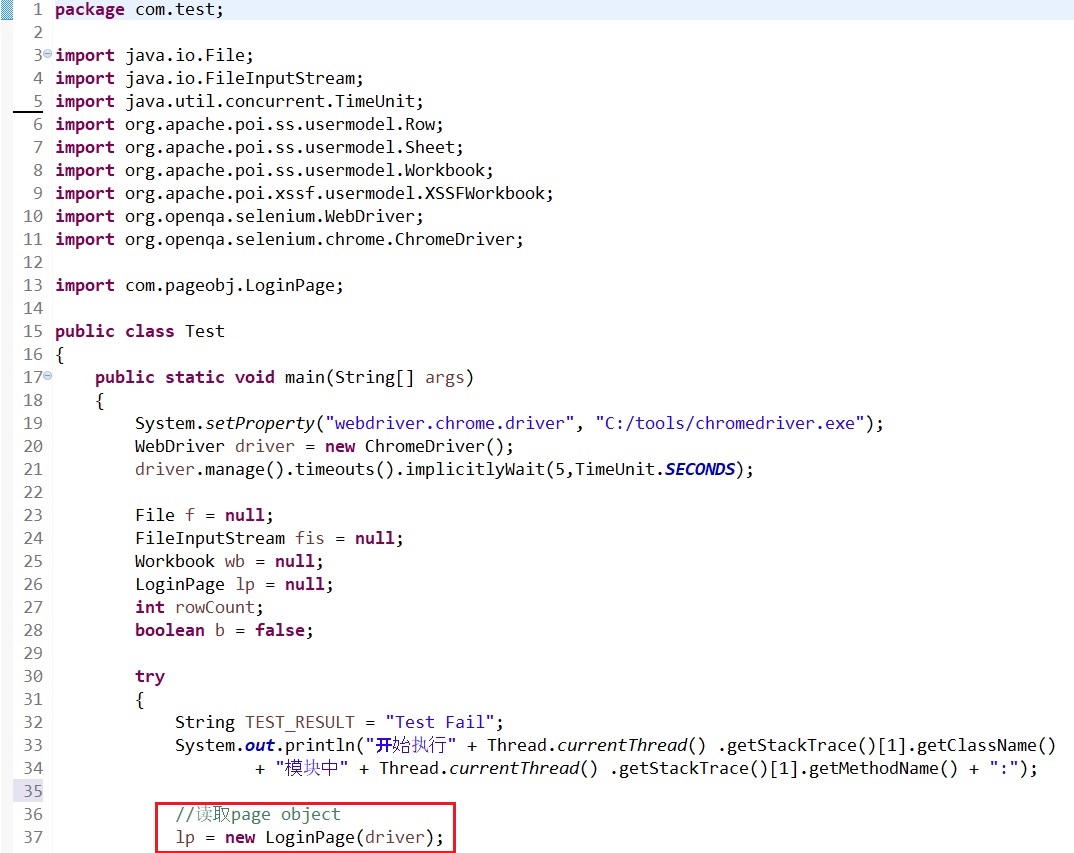 1 package com.test;
2
3 import java.io.File;
4 import java.io.FileInputStream;
5 import java.util.concurrent.TimeUnit;
6 import org.apache.poi.ss.usermodel.Row;
7 import org.apache.poi.ss.usermodel.Sheet;
8 import org.apache.poi.ss.usermodel.Workbook;
9 import org.apache.poi.xssf.usermodel.XSSFWorkbook;
10 import org.openqa.selenium.WebDriver;
11 import org.openqa.selenium.chrome.ChromeDriver;
12
13 import com.pageobj.LoginPage;
14
15 public class Test
16 {
17     public static void main(String[] args)
18     {
19         System.setProperty("webdriver.chrome.driver", "C:/tools/chromedriver.exe");
20         WebDriver driver = new ChromeDriver();
21         driver.manage().timeouts().implicitlyWait(5,TimeUnit.SECONDS);
22
23         File f = null;
24         FileInputStream fis = null;
25         Workbook wb = null;
26         LoginPage lp = null;
27         int rowCount;
28         boolean b = false;
29
30         try
31         {
32             String TEST_RESULT = "Test Fail";
33             System.out.println("开始执行" + Thread.currentThread() .getStackTrace()[1].getClassName()
34                     + "模块中" + Thread.currentThread() .getStackTrace()[1].getMethodName() + ":");
35
36             //读取page object
37             lp = new LoginPage(driver);